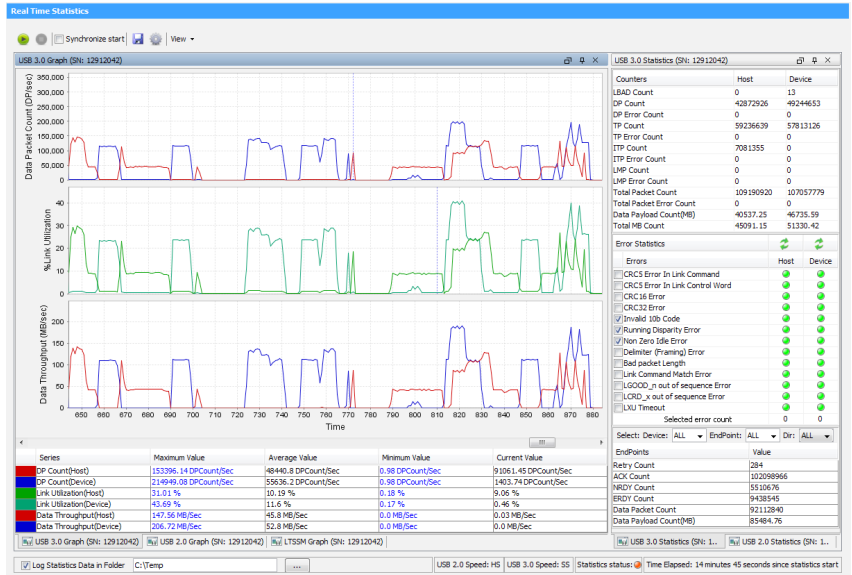 Real Time Statistics
Synchronize start View
USB 3.0 Graph (SN: 12912042)
Data Packet Count (DP/sec)
350,000
300,000
250,000
200,000
150,000
100,000
50,000
0
%Link Utilization
40
30
20
10
0
Data Throughput (MB/sec)
200
150
100
50
0
650 660 670 680 690 700 710 720 730 740 750 760 770 780 790 800 810 820 830 840 850 860 870 880
Time
Series Maximum Value Average Value Minimum Value Current Value
DP Count(Host) 153396.14 DPCount/Sec 48440.8 DPCount/Sec 0.98 DPCount/Sec 91061.45 DPCount/Sec
DP Count(Device) 214949.08 DPCount/Sec 55636.2 DPCount/Sec 0.98 DPCount/Sec 1403.74 DPCount/Sec
Link Utilization(Host) 31.01 % 10.19 % 0.18 % 9.06 %
Link Utilization(Device) 43.69 % 11.6 % 0.17 % 0.46 %
Data Throughput(Host) 147.56 MB/Sec 45.8 MB/Sec 0.0 MB/Sec 0.03 MB/Sec
Data Throughput(Device) 206.72 MB/Sec 52.8 MB/Sec 0.0 MB/Sec 0.0 MB/Sec
USB 3.0 Graph (SN: 12912042) USB 2.0 Graph (SN: 12912042) LTSSM Graph (SN: 12912042)
USB 3.0 Statistics (SN: 12912042)
Counters Host Device
LBAD Count 0 13
DP Count 42872926 49244653
DP Error Count 0 0
TP Count 59236639 57813126
TP Error Count 0 0
ITP Count 7081355 0
ITP Error Count 0 0
LMP Count 0 0
LMP Error Count 0 0
Total Packet Count 109190920 107057779
Total Packet Error Count 0 0
Data Payload Count(MB) 40537.25 46735.59
Total MB Count 45091.15 51330.42
Error Statistics
Errors Host Device
CRC5 Error In Link Command
CRC5 Error In Link Control Word
CRC16 Error
CRC32 Error
Invalid 10b Code
Running Disparity Error
Non Zero Idle Error
Delimiter (Framing) Error
Bad packet Length
Link Command Match Error
LGOOD_n out of sequence Error
LCRD_x out of sequence Error
LXU Timeout
Selected error count 0 0
Select: Device: ALL EndPoint: ALL Dir: ALL
EndPoints Value
Retry Count 284
ACK Count 102098966
NRDY Count 5510676
ERDY Count 9438545
Data Packet Count 92112840
Data Payload Count(MB) 85484.76
USB 3.0 Statistics (SN: 1... USB 2.0 Statistics (SN: 1...
Log Statistics Data in Folder C:\Temp ... USB 2.0 Speed: HS USB 3.0 Speed: SS Statistics status: Time Elapsed: 14 minutes 45 seconds since statistics start